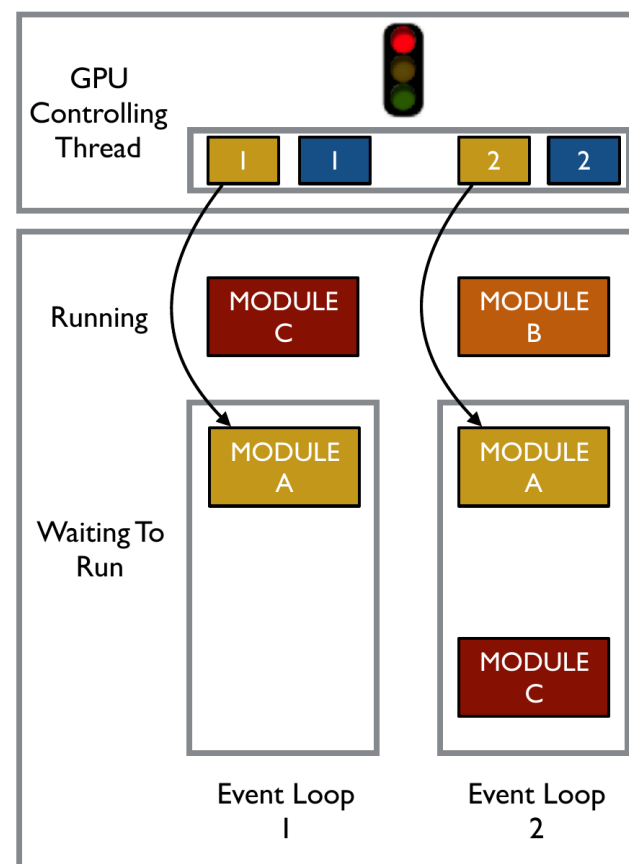 GPU
Controlling
Thread
1 1 2 2
Running
MODULE
C
MODULE
B
MODULE
A
MODULE
A
Waiting To
Run
MODULE
C
Event Loop
1
Event Loop
2